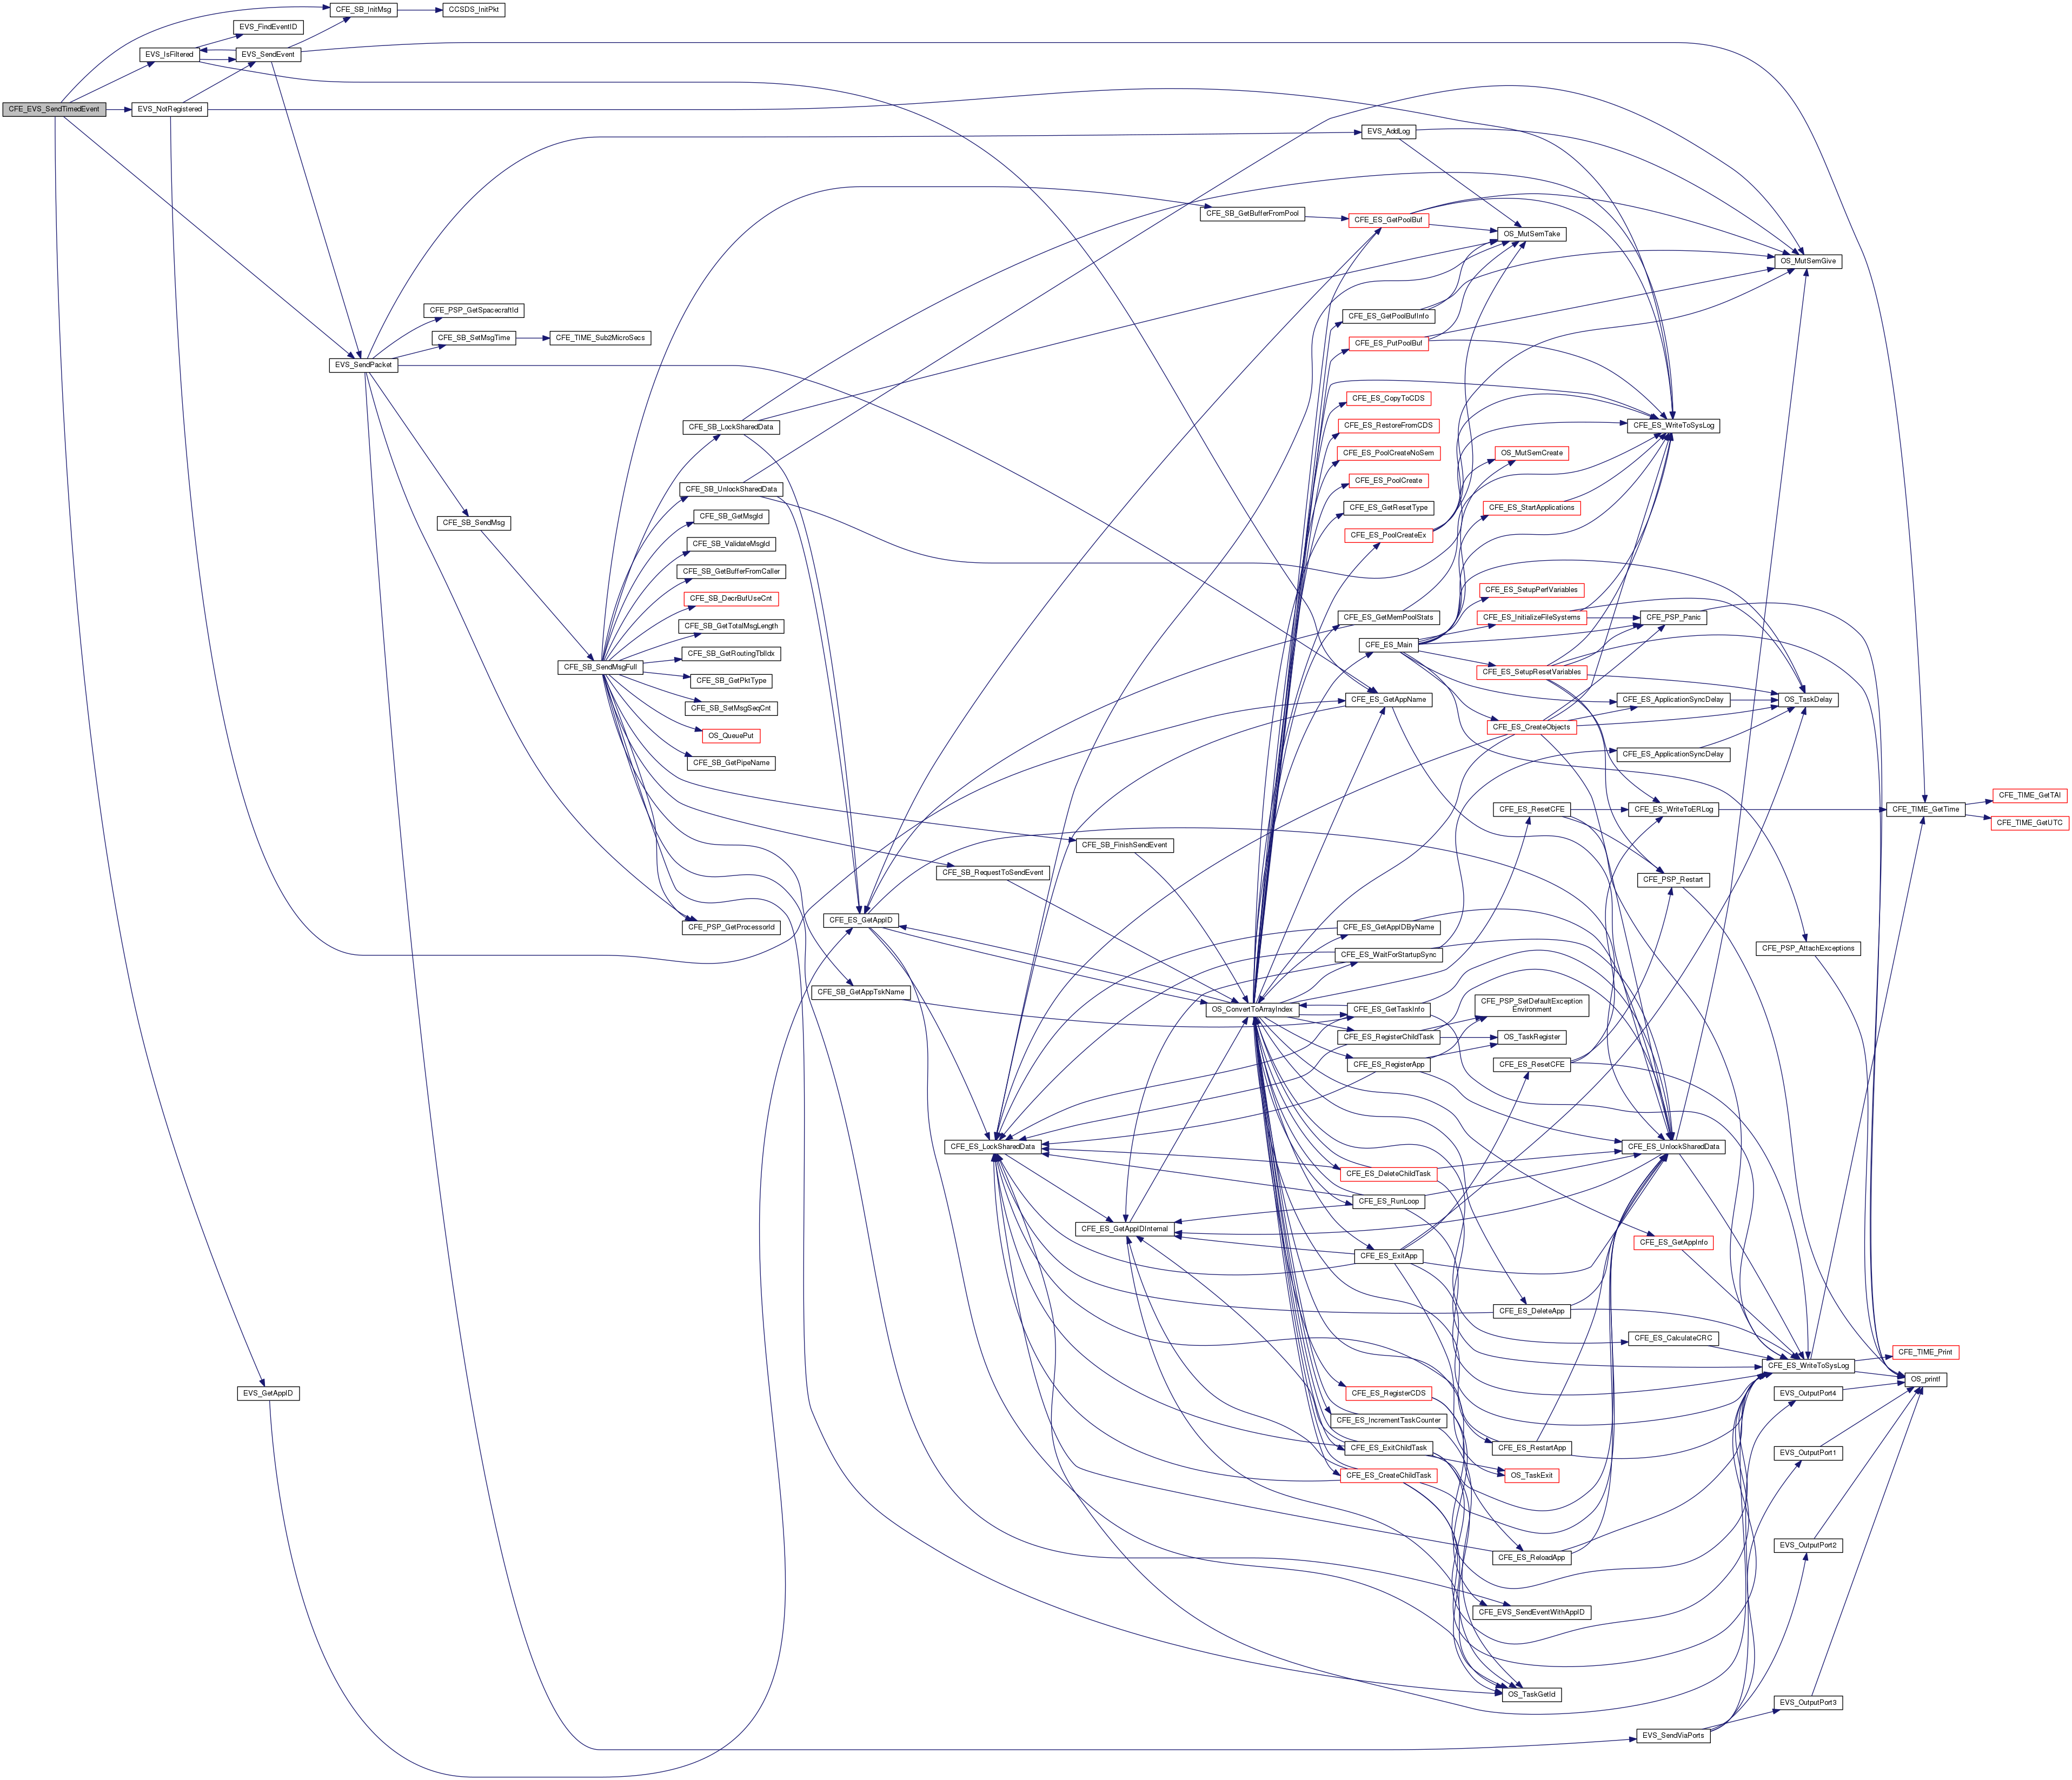 CFE_SB_InitMsg
CCSDS_InitPkt
EVS_FindEventID
EVS_IsFiltered
EVS_SendEvent
CFE_EVS_SendTimedEvent
EVS_NotRegistered
EVS_AddLog
CFE_SB_GetBufferFromPool
CFE_ES_GetPoolBuf
OS_MutSemTake
OS_MutSemGive
CFE_PSP_GetSpacecraftId
CFE_ES_GetPoolBufInfo
CFE_SB_SetMsgTime
CFE_TIME_Sub2MicroSecs
CFE_ES_PutPoolBuf
EVS_SendPacket
CFE_ES_CopyToCDS
CFE_SB_LockSharedData
CFE_ES_RestoreFromCDS
CFE_ES_WriteToSysLog
CFE_ES_PoolCreateNoSem
OS_MutSemCreate
CFE_SB_UnlockSharedData
CFE_ES_PoolCreate
CFE_SB_SendMsg
CFE_SB_GetMsgId
CFE_ES_GetResetType
CFE_ES_StartApplications
CFE_ES_PoolCreateEx
CFE_SB_ValidateMsgId
CFE_SB_GetBufferFromCaller
CFE_ES_SetupPerfVariables
CFE_SB_DecrBufUseCnt
CFE_ES_GetMemPoolStats
CFE_ES_InitializeFileSystems
CFE_PSP_Panic
CFE_SB_GetTotalMsgLength
CFE_ES_Main
CFE_SB_GetRoutingTblIdx
CFE_SB_SendMsgFull
CFE_ES_SetupResetVariables
CFE_SB_GetPktType
CFE_ES_GetAppName
CFE_ES_ApplicationSyncDelay
OS_TaskDelay
CFE_SB_SetMsgSeqCnt
CFE_ES_CreateObjects
OS_QueuePut
CFE_ES_ApplicationSyncDelay
CFE_SB_GetPipeName
CFE_TIME_GetTAI
CFE_ES_ResetCFE
CFE_ES_WriteToERLog
CFE_TIME_GetTime
CFE_TIME_GetUTC
CFE_SB_FinishSendEvent
CFE_SB_RequestToSendEvent
CFE_PSP_Restart
CFE_ES_GetAppID
CFE_PSP_GetProcessorId
CFE_ES_GetAppIDByName
CFE_PSP_AttachExceptions
CFE_ES_WaitForStartupSync
CFE_SB_GetAppTskName
OS_ConvertToArrayIndex
CFE_ES_GetTaskInfo
CFE_PSP_SetDefaultException
Environment
CFE_ES_RegisterChildTask
OS_TaskRegister
CFE_ES_RegisterApp
CFE_ES_ResetCFE
CFE_ES_LockSharedData
CFE_ES_UnlockSharedData
CFE_ES_DeleteChildTask
CFE_ES_RunLoop
CFE_ES_GetAppIDInternal
CFE_ES_GetAppInfo
CFE_ES_ExitApp
CFE_ES_DeleteApp
CFE_ES_CalculateCRC
CFE_TIME_Print
CFE_ES_WriteToSysLog
OS_printf
EVS_GetAppID
CFE_ES_RegisterCDS
EVS_OutputPort4
CFE_ES_IncrementTaskCounter
CFE_ES_ExitChildTask
CFE_ES_RestartApp
EVS_OutputPort1
CFE_ES_CreateChildTask
OS_TaskExit
EVS_OutputPort2
CFE_ES_ReloadApp
CFE_EVS_SendEventWithAppID
OS_TaskGetId
EVS_OutputPort3
EVS_SendViaPorts